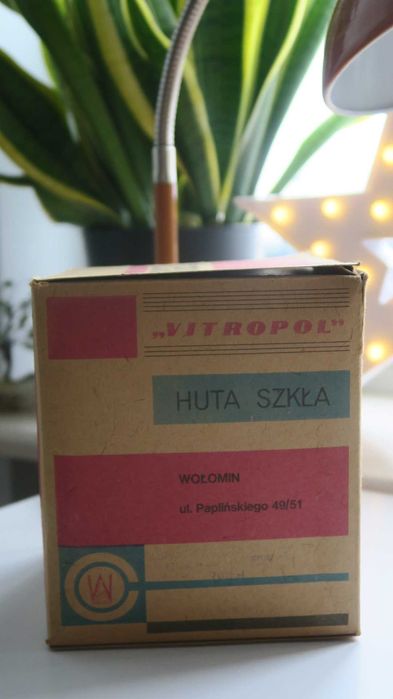 „VITROPOL"
HUTA SZKŁA
WOŁOMIN
ul. Paplińskiego 49/51